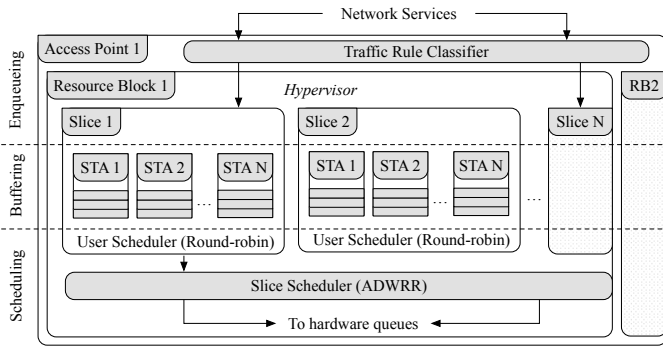 Network Services
Access Point 1
Traffic Rule Classifier
Enqueueing
Resource Block 1
Hypervisor
RB2
Slice 1
Slice 2
Slice N
Buffering
STA 1 STA 2 STA N
...
STA 1 STA 2 STA N
...
...
User Scheduler (Round-robin)
User Scheduler (Round-robin)
Scheduling
Slice Scheduler (ADWRR)
To hardware queues